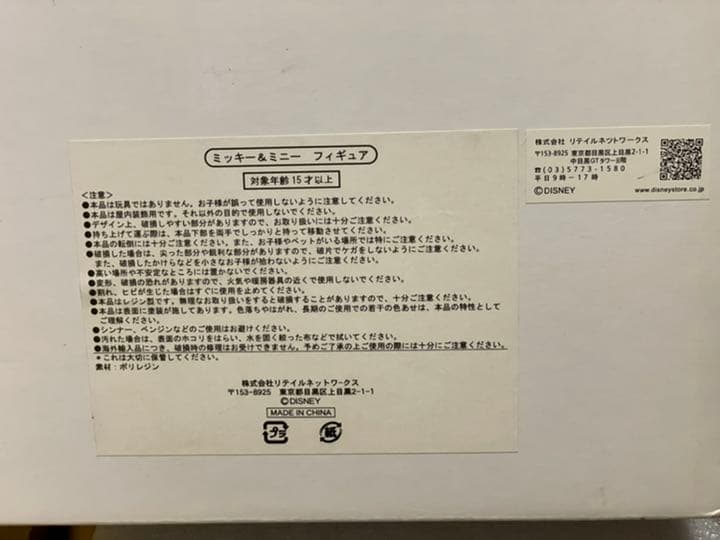 ミッキー＆ミニー　フィギュア
対象年齢15才以上
＜注意＞
●本品は玩具ではありません。お子様が誤って使用しないように注意してください。
●本品は屋内装飾用です。それ以外の目的で使用しないでください。
●デザイン上、破損しやすい部分がありますので、お取り扱いには十分ご注意ください。
●持ち上げて運ぶ際は、本品下部を両手でしっかりと持って移動させてください。
●本品の転倒には十分ご注意ください。また、お子様やペットがいる場所では特にご注意ください。
●破損した場合は、尖った部分や鋭利な部分がありますので、破片でケガをしないようにご注意ください。
また、破損したかけらなどを小さなお子様が拾わないようにご注意ください。
●高い場所や不安定なところには置かないでください。
●変形、破損の恐れがありますので、火気や暖房器具の近くで使用しないでください。
●割れ、ヒビが生じた場合はすぐに使用を止めてください。
●本品はレジン製です。無理なお取り扱いをすると破損することがありますので、十分ご注意ください。
●本品は表面に塗装が施してあります。色落ちやはがれ、長期のご使用での若干の色あせは、本品の特性として
ご理解ください。
●シンナー、ベンジンなどのご使用はお避けください。
●汚れた場合は、表面のホコリをはらい、水を固く絞った布などで拭いてください。
●海外輸入品につき、破損時の修理はお受けできません。予めご了承の上ご使用の際には十分にご注意ください。
＊これは大切に保管してください。
素材：ポリレジン
株式会社リテイルネットワークス
〒153-8925　東京都目黒区上目黒2-1-1
©DISNEY
MADE IN CHINA
プラ　紙
株式会社 リテイルネットワークス
〒153-8925 東京都目黒区上目黒2-1-1
中目黒GTタワー8階
☎(03)5773-1580
平日9時－17時
©DISNEY
www.disneystore.co.jp